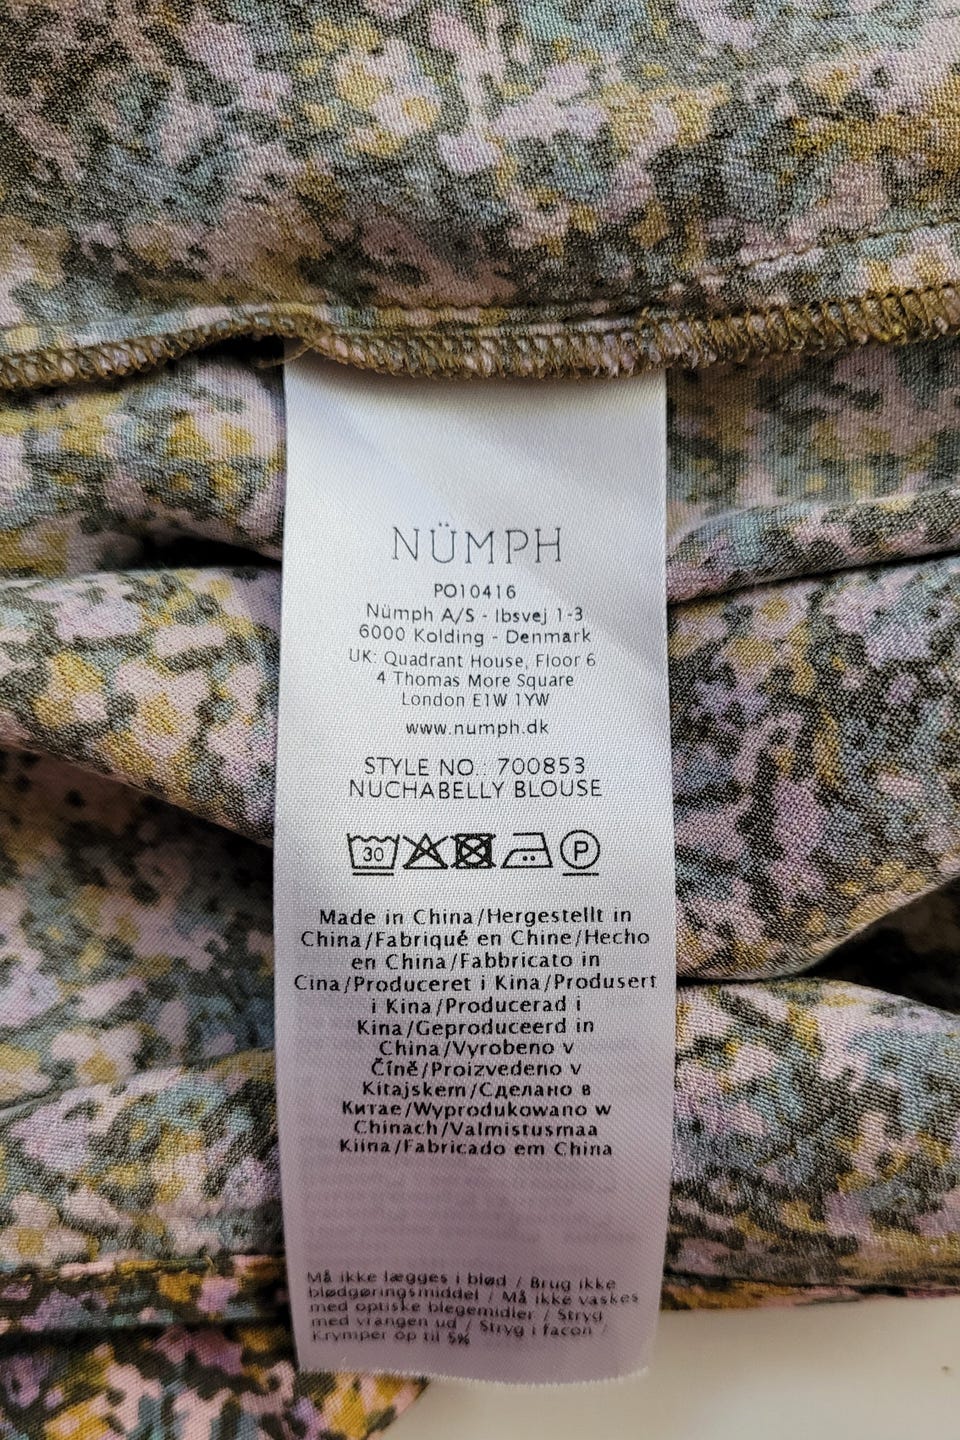 NÜMPH
PO10416
Nümph A/S - Ibsvej 1-3
6000 Kolding - Denmark
UK: Quadrant House, Floor 6
4 Thomas More Square
London E1W 1YW
www.numph.dk
STYLE NO.: 700853
NUCHABELLY BLOUSE
30 P
Made in China/Hergestellt in
China/Fabriqué en Chine/Hecho
en China/Fabbricato in
Cina/Produceret i Kina/Produsert
i Kina/Producerad i
Kina/Geproduceerd in
China/Vyrobeno v
Číně/Proizvedeno v
Kitajskem/Сделано в
Китае/Wyprodukowano w
Chinach/Valmistusmaa
Kiina/Fabricado em China
Må ikke lægges i blød / Brug ikke
blødgøringsmiddel / Må ikke vaskes
med optiske blegemidler / Stryg
med vrangen ud / Stryg i facon /
Krymper op til 5%